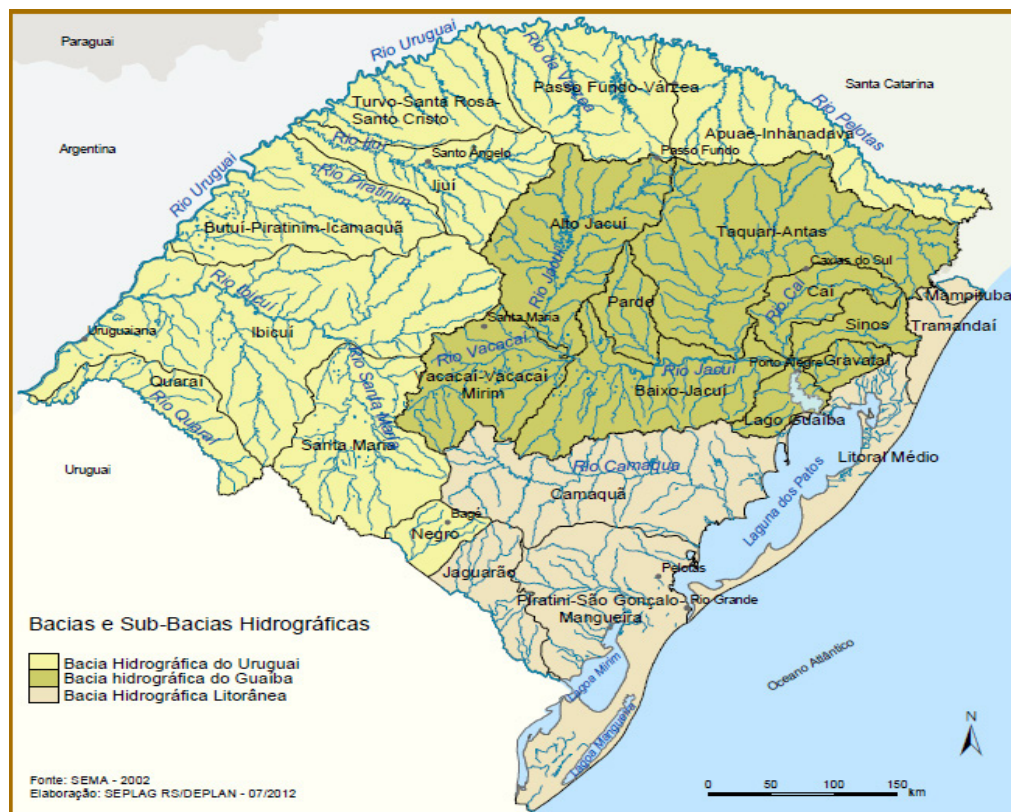 Paraguai
Rio Uruguai
Rio da Várzea
Passo Fundo-Várzea
Santa Catarina
Turvo-Santa Rosa-
Santo Cristo
Rio Pelotas
Apuaê-Inhandava
Argentina
Rio Ijuí
Santo Ângelo
Passo Fundo
Ijuí
Rio Piratinim
Rio Uruguai
Butuí-Piratinim-Icamaquã
Alto Jacuí
Taquari-Antas
Rio Jacuí
Caxias do Sul
Caí
Rio Caí
Mampituba
Rio Ibicuí
Pardo
Tramandaí
Uruguaiana
Ibicuí
Santa Maria
Sinos
Rio Vacacaí
Porto Alegre
Gravataí
Quaraí
Rio Jacuí
Vacacaí-Vacacaí
Mirim
Baixo-Jacuí
Rio Quaraí
Rio Santa Maria
Lago Guaíba
Santa Maria
Litoral Médio
Uruguai
Rio Camaquã
Camaquã
Laguna dos Patos
Bagé
Negro
Jaguarão
Pelotas
Piratini-São Gonçalo-
Mangueira
Rio Grande
Bacias e Sub-Bacias Hidrográficas
Bacia Hidrográfica do Uruguai
Bacia hidrográfica do Guaíba
Bacia Hidrográfica Litorânea
Lagoa Mirim
Oceano Atlântico
Lagoa Mangueira
N
Fonte: SEMA - 2002
Elaboração: SEPLAG RS/DEPLAN - 07/2012
0 50 100 150
km